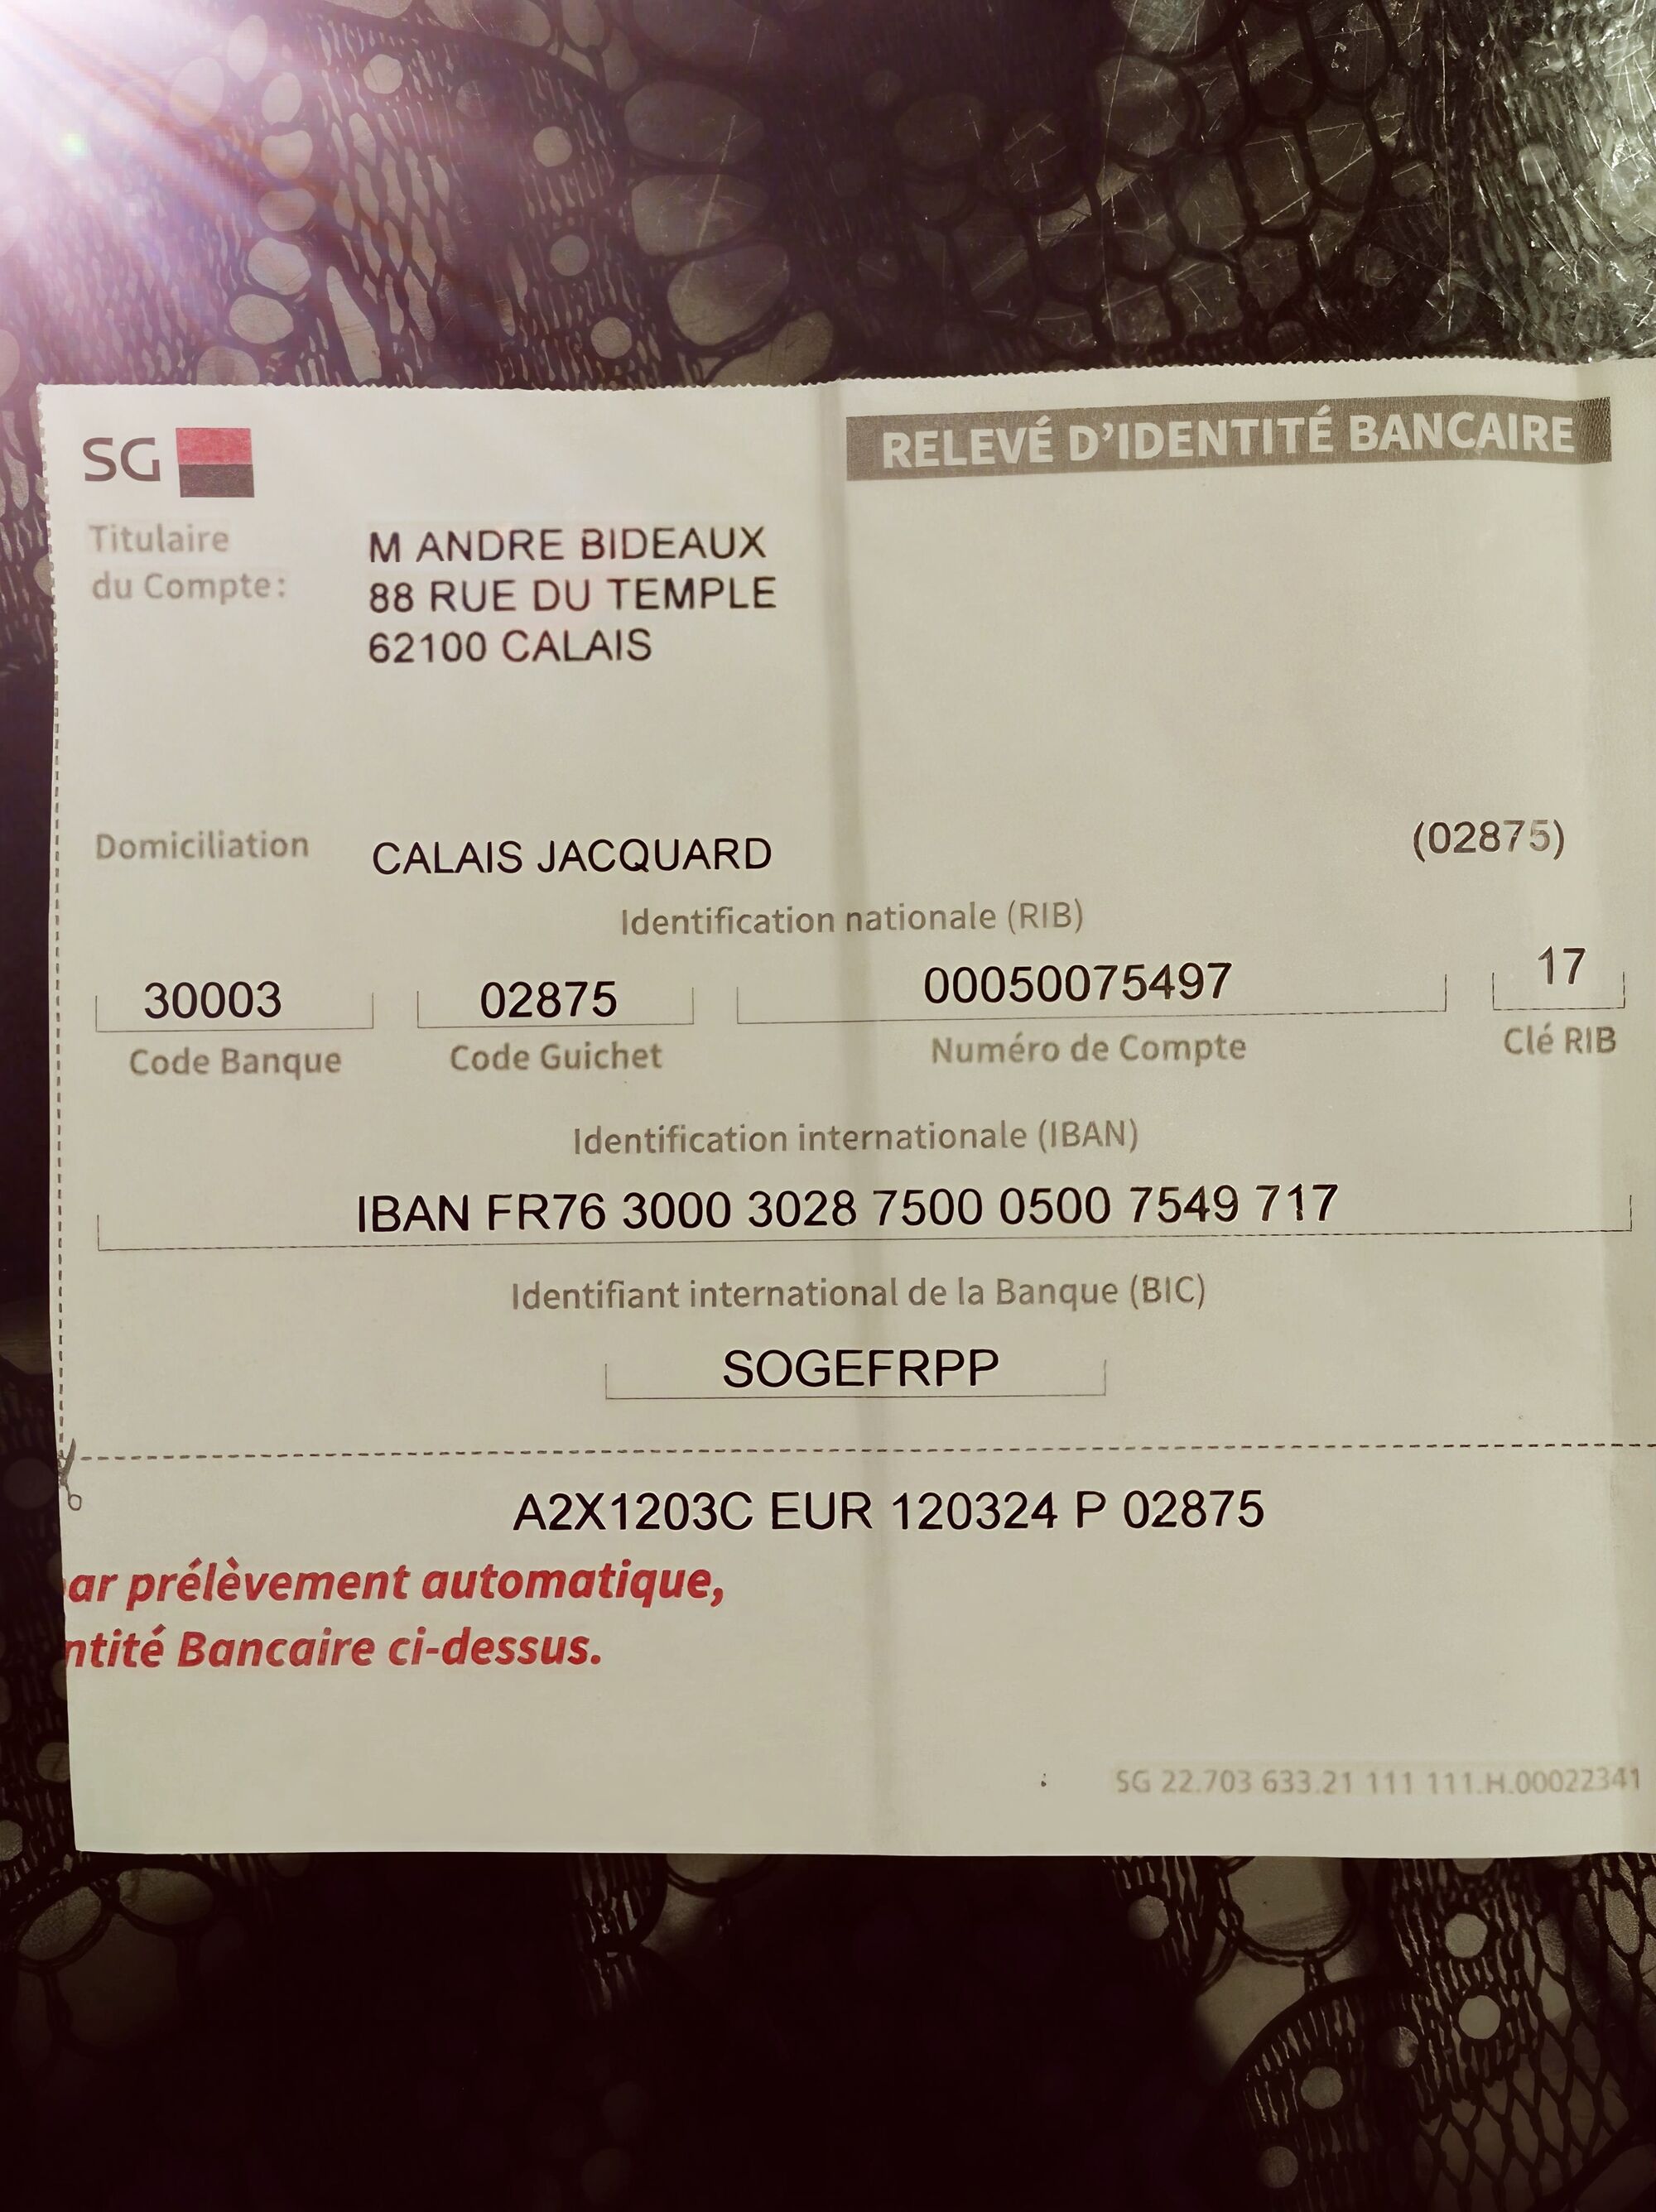 SG
RELEVÉ D'IDENTITÉ BANCAIRE
Titulaire
du Compte:
M ANDRE BIDEAUX
88 RUE DU TEMPLE
62100 CALAIS
Domiciliation CALAIS JACQUARD (02875)
Identification nationale (RIB)
30003 02875 00050075497 17
Code Banque Code Guichet Numéro de Compte Clé RIB
Identification internationale (IBAN)
IBAN FR76 3000 3028 7500 0500 7549 717
Identifiant international de la Banque (BIC)
SOGEFRPP
A2X1203C EUR 120324 P 02875
ar prélèvement automatique,
ntité Bancaire ci-dessus.
SG 22.703 633.21 111 111.H.00022341